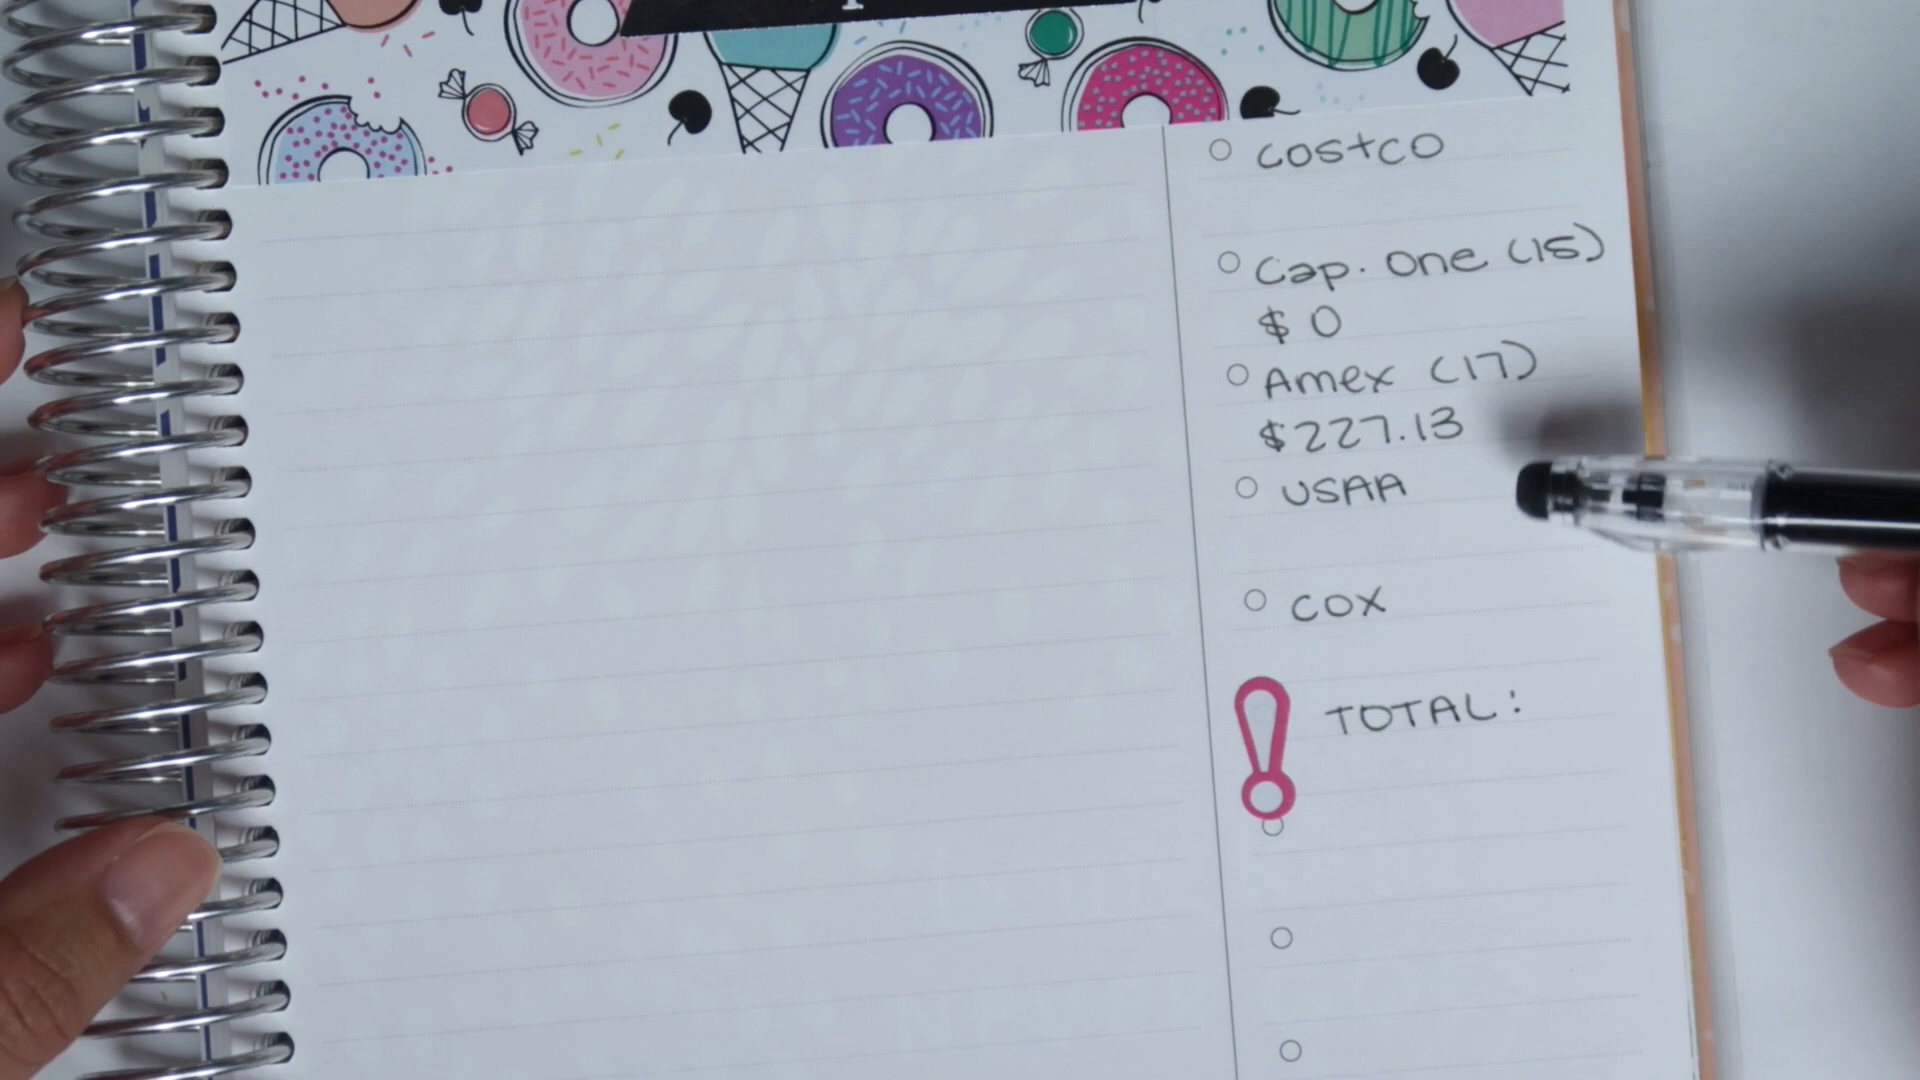 COSTCO
Cap. One (15)
$ 0
Amex (17)
$227.13
USAA
COX
TOTAL: